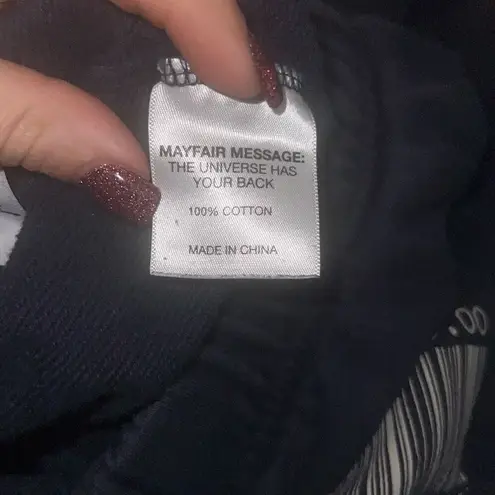 MAYFAIR MESSAGE:
THE UNIVERSE HAS
YOUR BACK
100% COTTON
MADE IN CHINA